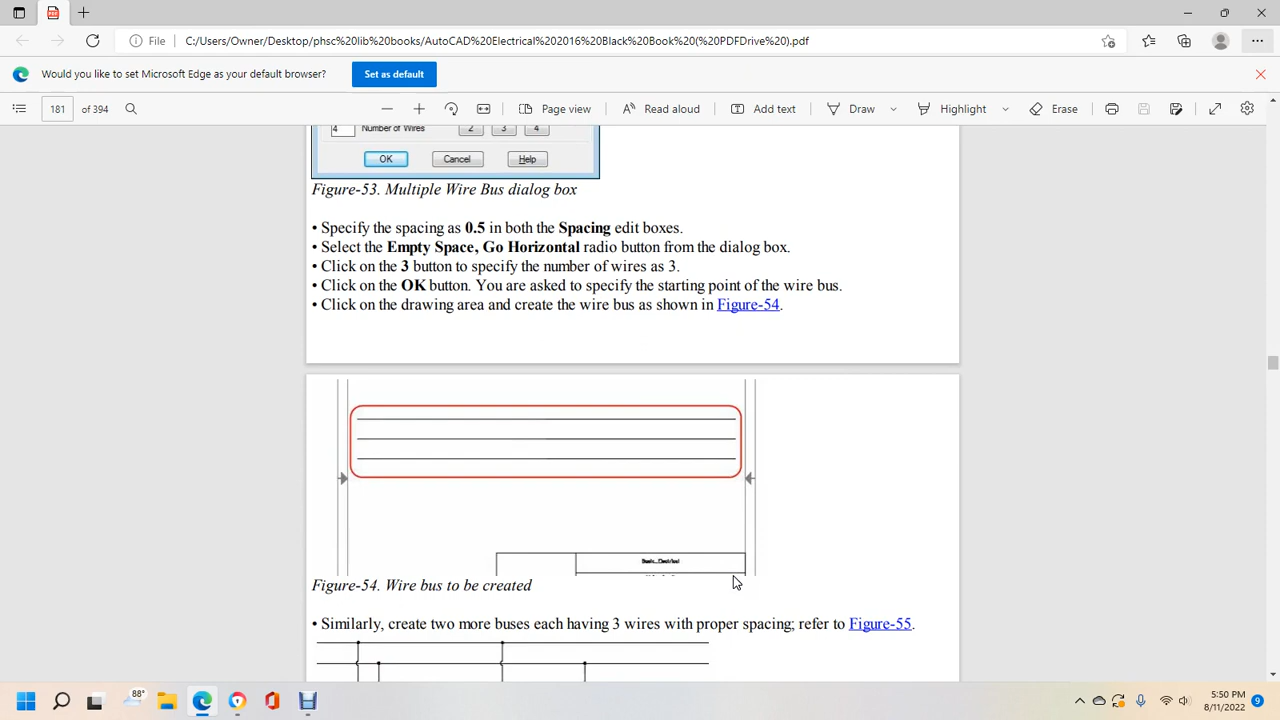 File
C:/Users/Owner/Desktop/phsc%20lib%20books/AutoCAD%20Electrical%202016%20Black%20Book%20(%20PDFDrive%20).pdf
Would you like to set Microsoft Edge as your default browser?
Set as default
181 of 394
Page view
Read aloud
Add text
Draw
Highlight
Erase
4 Number of Wires 2 3 4
OK Cancel Help
Figure-53. Multiple Wire Bus dialog box
• Specify the spacing as 0.5 in both the Spacing edit boxes.
• Select the Empty Space, Go Horizontal radio button from the dialog box.
• Click on the 3 button to specify the number of wires as 3.
• Click on the OK button. You are asked to specify the starting point of the wire bus.
• Click on the drawing area and create the wire bus as shown in Figure-54.
Figure-54. Wire bus to be created
• Similarly, create two more buses each having 3 wires with proper spacing; refer to Figure-55.
88°
5:50 PM
8/11/2022
9